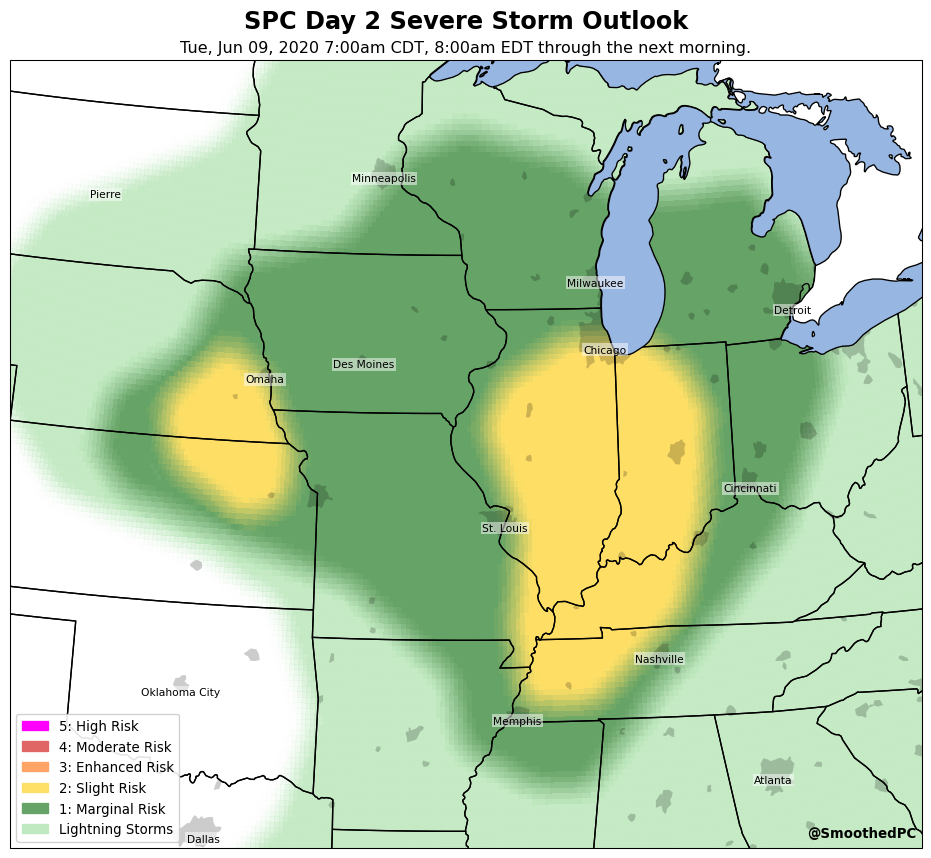 SPC Day 2 Severe Storm Outlook
Tue, Jun 09, 2020 7:00am CDT, 8:00am EDT through the next morning.
Minneapolis
Pierre
Milwaukee
Detroit
Chicago
Des Moines
Omaha
Cincinnati
St. Louis
Nashville
Oklahoma City
Memphis
Atlanta
Dallas
5: High Risk
4: Moderate Risk
3: Enhanced Risk
2: Slight Risk
1: Marginal Risk
Lightning Storms
@SmoothedPC